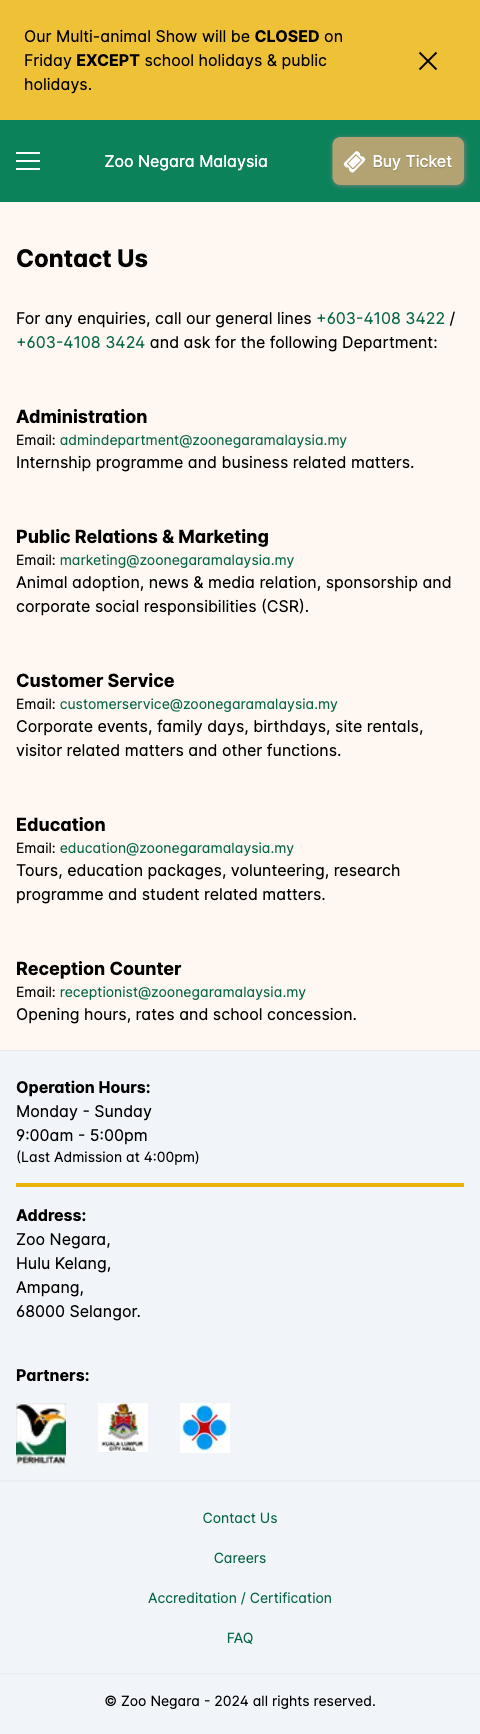 Our Multi-animal Show will be CLOSED on
Friday EXCEPT school holidays & public
holidays.
Zoo Negara Malaysia
Buy Ticket
Contact Us
For any enquiries, call our general lines +603-4108 3422 /
+603-4108 3424 and ask for the following Department:
Administration
Email: admindepartment@zoonegaramalaysia.my
Internship programme and business related matters.
Public Relations & Marketing
Email: marketing@zoonegaramalaysia.my
Animal adoption, news & media relation, sponsorship and
corporate social responsibilities (CSR).
Customer Service
Email: customerservice@zoonegaramalaysia.my
Corporate events, family days, birthdays, site rentals,
visitor related matters and other functions.
Education
Email: education@zoonegaramalaysia.my
Tours, education packages, volunteering, research
programme and student related matters.
Reception Counter
Email: receptionist@zoonegaramalaysia.my
Opening hours, rates and school concession.
Operation Hours:
Monday - Sunday
9:00am - 5:00pm
(Last Admission at 4:00pm)
Address:
Zoo Negara,
Hulu Kelang,
Ampang,
68000 Selangor.
Partners:
PERHILITAN
KUALA LUMPUR
CITY HALL
Contact Us
Careers
Accreditation / Certification
FAQ
© Zoo Negara - 2024 all rights reserved.